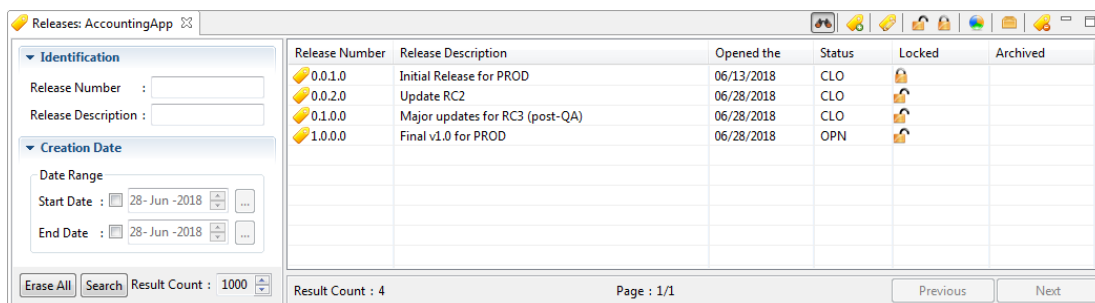 Releases: AccountingApp
Identification
Release Number :
Release Description :
Creation Date
Date Range
Start Date : 28- Jun -2018 ...
End Date : 28- Jun -2018 ...
Erase All Search Result Count : 1000
Release Number Release Description Opened the Status Locked Archived
0.0.1.0 Initial Release for PROD 06/13/2018 CLO
0.0.2.0 Update RC2 06/28/2018 CLO
0.1.0.0 Major updates for RC3 (post-QA) 06/28/2018 CLO
1.0.0.0 Final v1.0 for PROD 06/28/2018 OPN
Result Count : 4 Page : 1/1 Previous Next